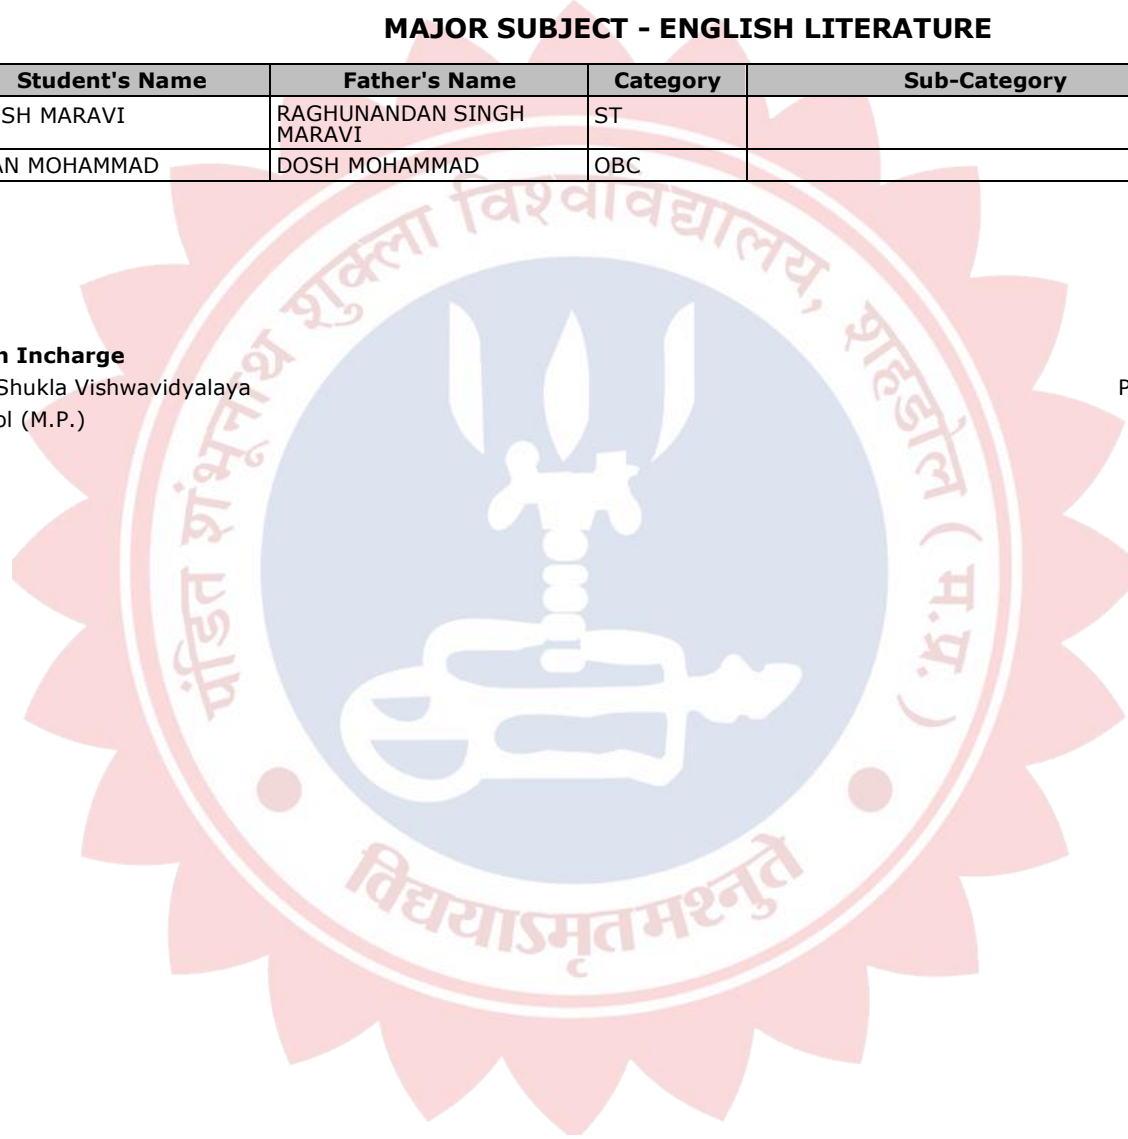 MAJOR SUBJECT - ENGLISH LITERATURE
Student's Name Father's Name Category Sub-Category
SH MARAVI RAGHUNANDAN SINGH MARAVI ST
AN MOHAMMAD DOSH MOHAMMAD OBC
n Incharge
Shukla Vishwavidyalaya P
ol (M.P.)
पंडित शंभूनाथ शुक्ला विश्वविद्यालय, शहडोल (म.प्र.)
विद्ययाऽमृतमश्नुते